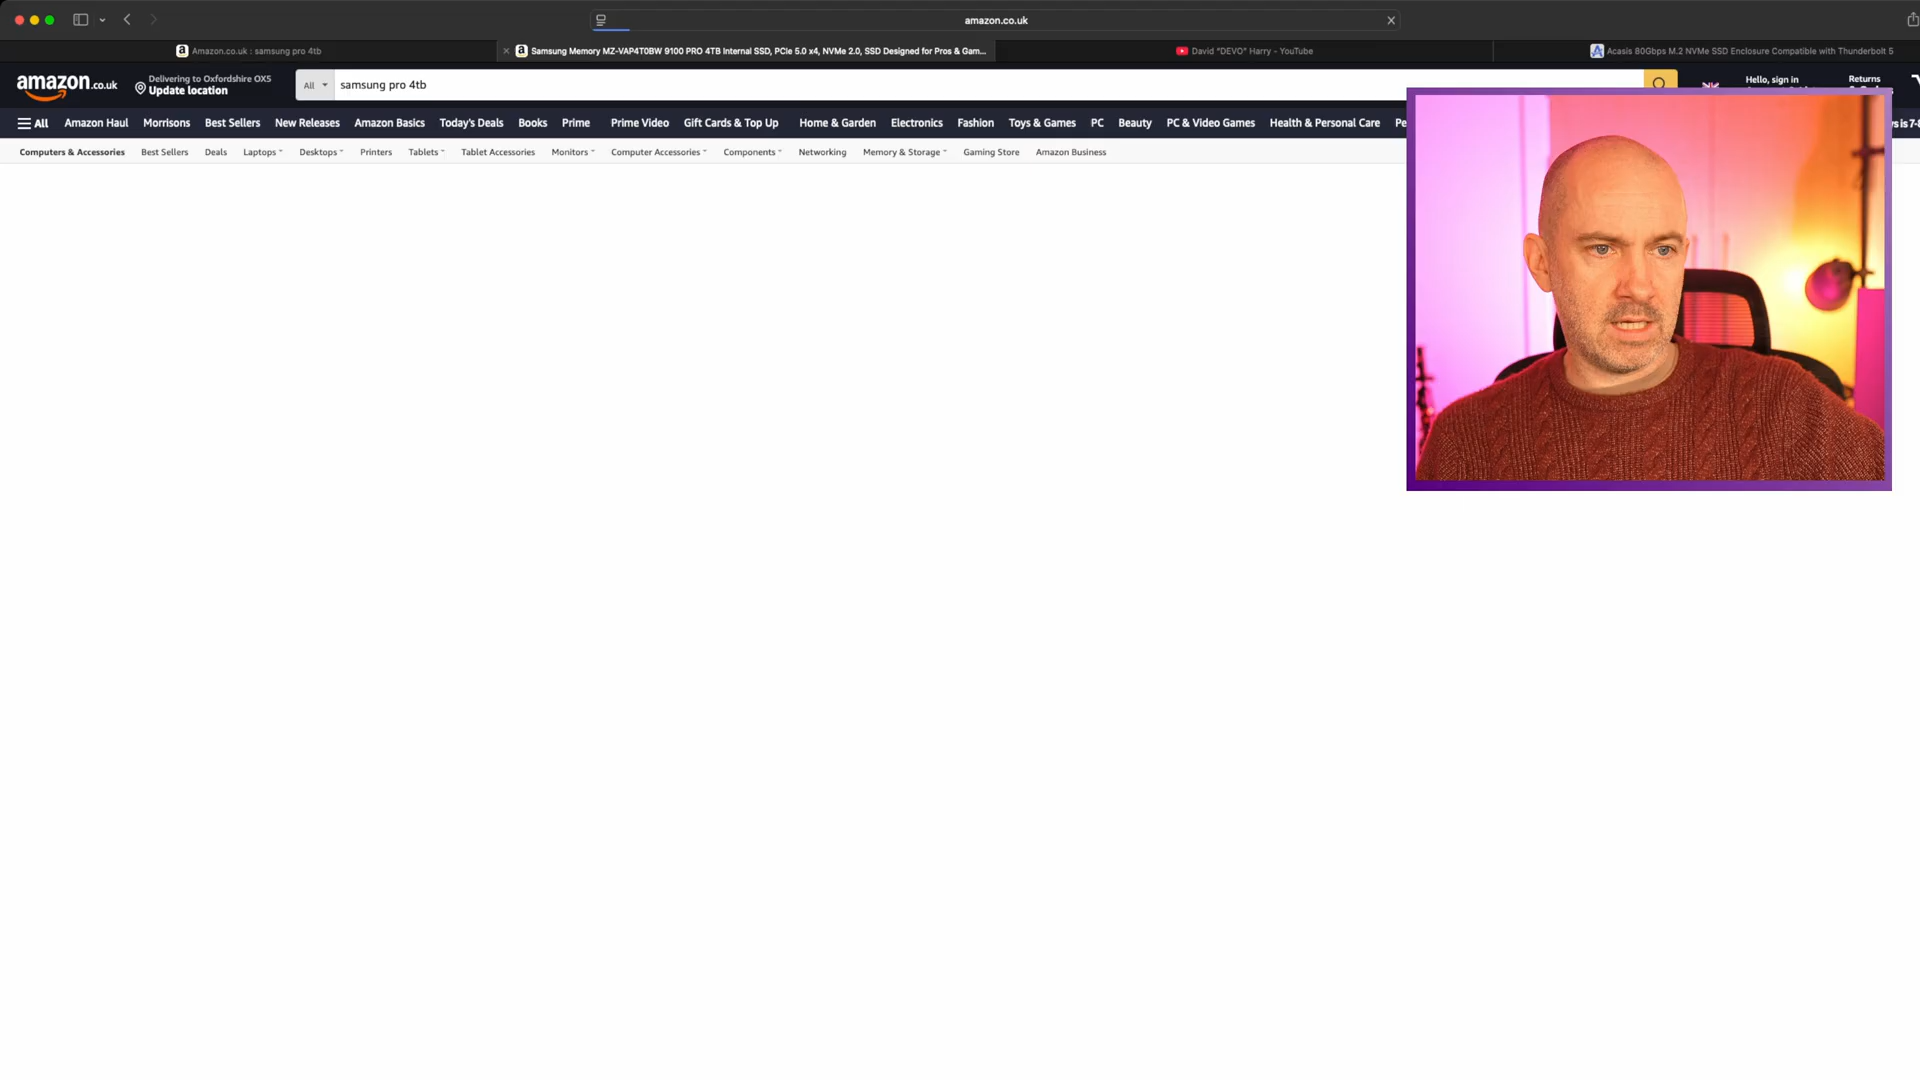 amazon.co.uk
Amazon.co.uk : samsung pro 4tb
Samsung Memory MZ-VAP4T0BW 9100 PRO 4TB Internal SSD, PCIe 5.0 x4, NVMe 2.0, SSD Designed for Pros & Gam...
David "DEVO" Harry - YouTube
Acasis 80Gbps M.2 NVMe SSD Enclosure Compatible with Thunderbolt 5
amazon.co.uk
Delivering to Oxfordshire OX5
Update location
All
samsung pro 4tb
Hello, sign in
Returns
All
Amazon Haul
Morrisons
Best Sellers
New Releases
Amazon Basics
Today's Deals
Books
Prime
Prime Video
Gift Cards & Top Up
Home & Garden
Electronics
Fashion
Toys & Games
PC
Beauty
PC & Video Games
Health & Personal Care
Pe
is 7-8
Computers & Accessories
Best Sellers
Deals
Laptops
Desktops
Printers
Tablets
Tablet Accessories
Monitors
Computer Accessories
Components
Networking
Memory & Storage
Gaming Store
Amazon Business